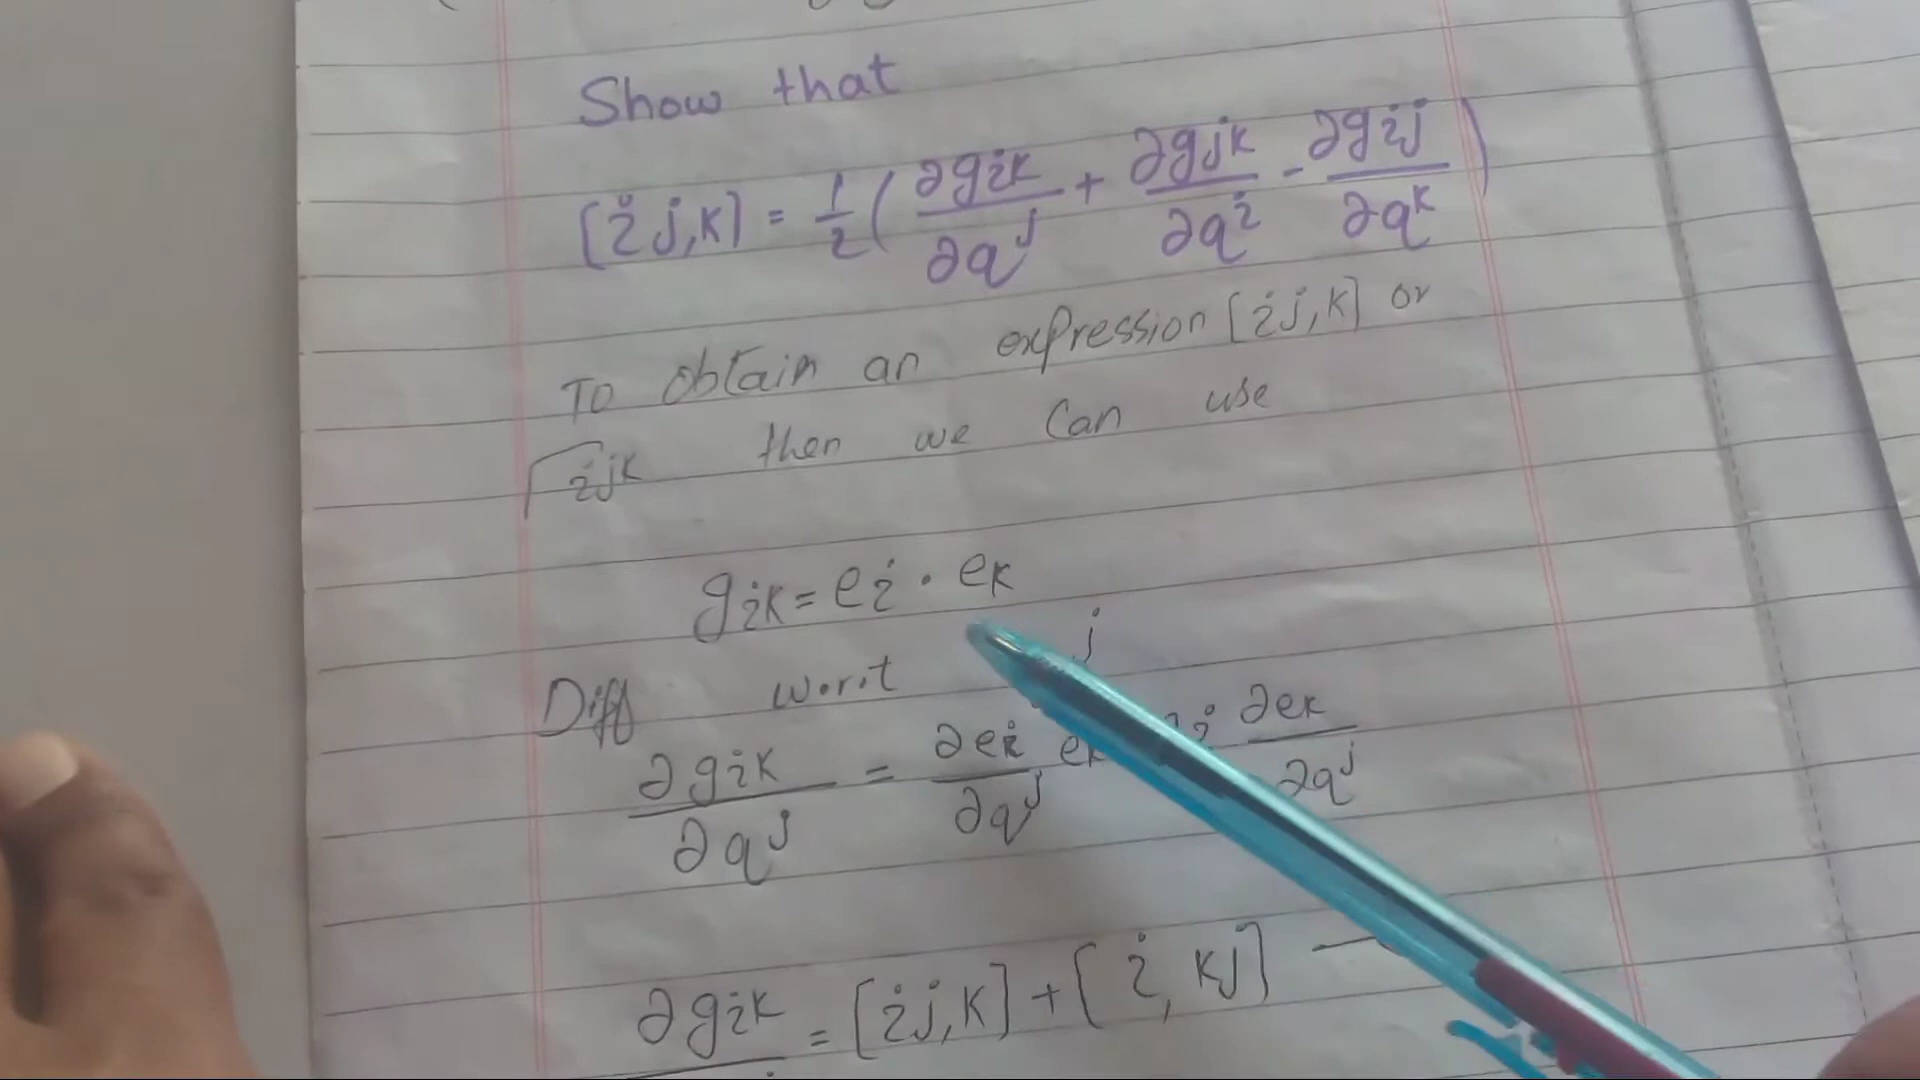 Show that
[ij,k] = 1/2 ( ∂gik/∂q^j + ∂gjk/∂q^i - ∂gij/∂q^k )
To obtain an expression [ij,k] or
Γijk then we can use
gik = ei · ek
Diff w.r.t j
∂gik/∂q^j = ∂ei/∂q^j ek ∂ek/∂q^j
∂gik = [ij,k] + [i,kj] —